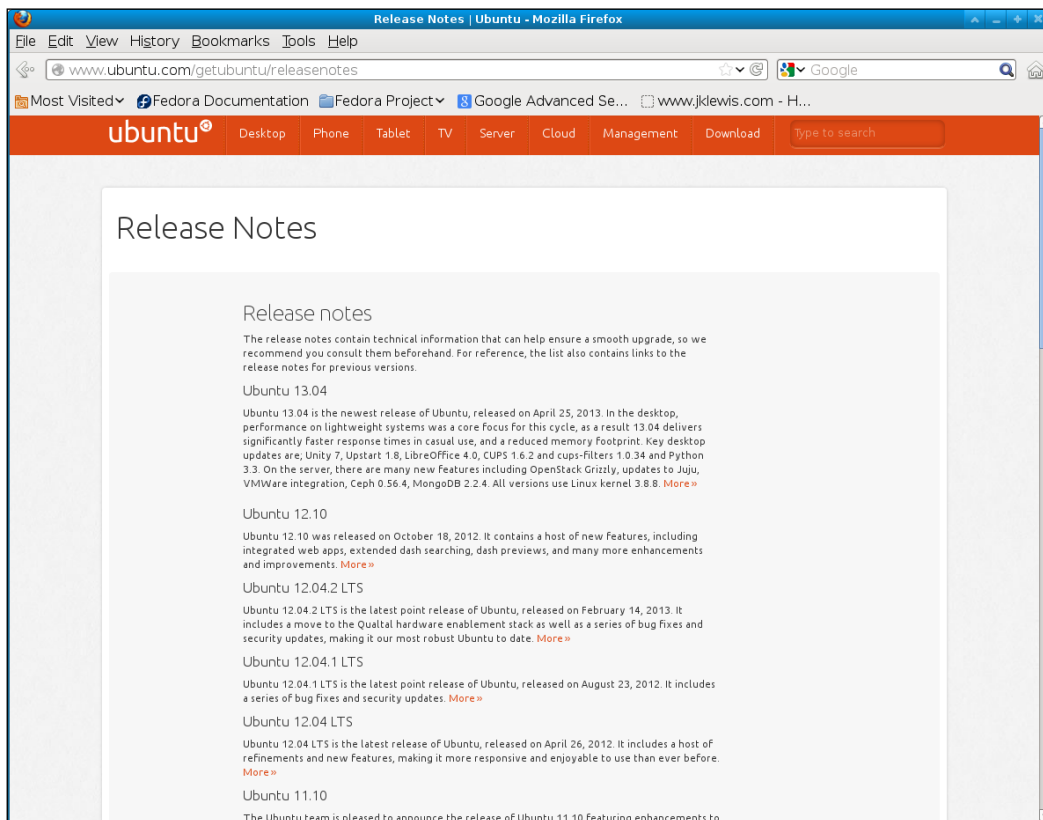 Release Notes | Ubuntu - Mozilla Firefox
File Edit View History Bookmarks Tools Help
www.ubuntu.com/getubuntu/releasenotes Google
Most Visited Fedora Documentation Fedora Project Google Advanced Se... www.jklewis.com - H...
ubuntu Desktop Phone Tablet TV Server Cloud Management Download Type to search
Release Notes
Release notes
The release notes contain technical information that can help ensure a smooth upgrade, so we
recommend you consult them beforehand. For reference, the list also contains links to the
release notes for previous versions.
Ubuntu 13.04
Ubuntu 13.04 is the newest release of Ubuntu, released on April 25, 2013. In the desktop,
performance on lightweight systems was a core focus for this cycle, as a result 13.04 delivers
significantly faster response times in casual use, and a reduced memory footprint. Key desktop
updates are; Unity 7, Upstart 1.8, LibreOffice 4.0, CUPS 1.6.2 and cups-filters 1.0.34 and Python
3.3. On the server, there are many new features including OpenStack Grizzly, updates to Juju,
VMWare integration, Ceph 0.56.4, MongoDB 2.2.4. All versions use Linux kernel 3.8.8. More »
Ubuntu 12.10
Ubuntu 12.10 was released on October 18, 2012. It contains a host of new features, including
integrated web apps, extended dash searching, dash previews, and many more enhancements
and improvements. More »
Ubuntu 12.04.2 LTS
Ubuntu 12.04.2 LTS is the latest point release of Ubuntu, released on February 14, 2013. It
includes a move to the Qualtal hardware enablement stack as well as a series of bug fixes and
security updates, making it our most robust Ubuntu to date. More »
Ubuntu 12.04.1 LTS
Ubuntu 12.04.1 LTS is the latest point release of Ubuntu, released on August 23, 2012. It includes
a series of bug fixes and security updates. More »
Ubuntu 12.04 LTS
Ubuntu 12.04 LTS is the latest release of Ubuntu, released on April 26, 2012. It includes a host of
refinements and new features, making it more responsive and enjoyable to use than ever before.
More »
Ubuntu 11.10
The Ubuntu team is pleased to announce the release of Ubuntu 11.10 featuring enhancements to